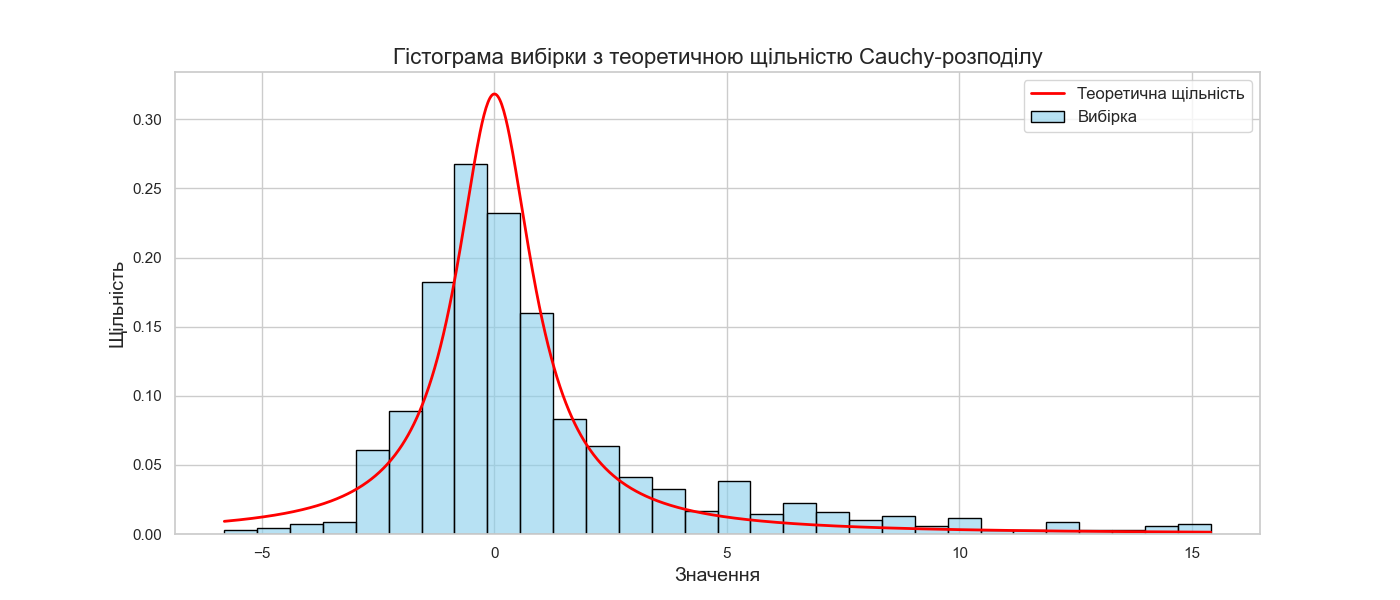 Гістограма вибірки з теоретичною щільністю Cauchy-розподілу
Теоретична щільність
Вибірка
Щільність
0.30
0.25
0.20
0.15
0.10
0.05
0.00
−5
0
5
10
15
Значення